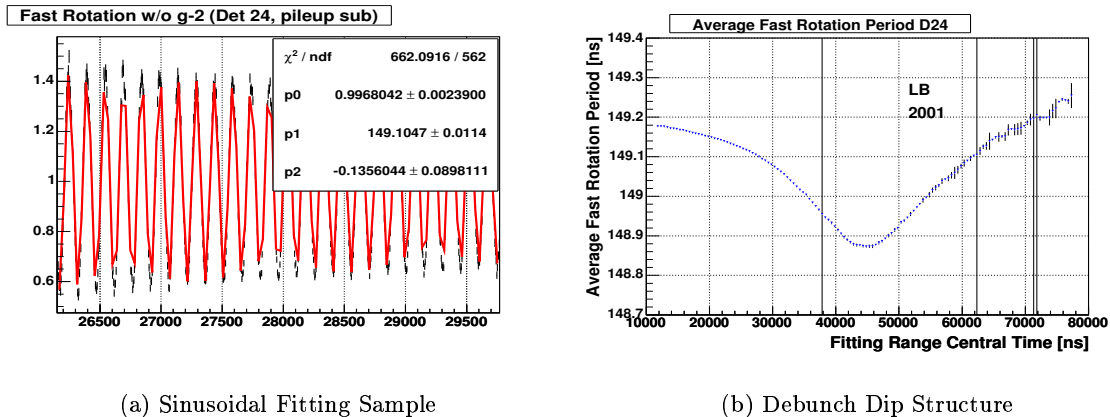 Fast Rotation w/o g-2 (Det 24, pileup sub)
χ² / ndf 662.0916 / 562
p0 0.9968042 ± 0.0023900
p1 149.1047 ± 0.0114
p2 -0.1356044 ± 0.0898111
1.4
1.2
1
0.8
0.6
26500 27000 27500 28000 28500 29000 29500
(a) Sinusoidal Fitting Sample
Average Fast Rotation Period D24
Average Fast Rotation Period [ns]
149.4
149.3
149.2
149.1
149
148.9
148.8
148.7
LB
2001
10000 20000 30000 40000 50000 60000 70000 80000
Fitting Range Central Time [ns]
(b) Debunch Dip Structure